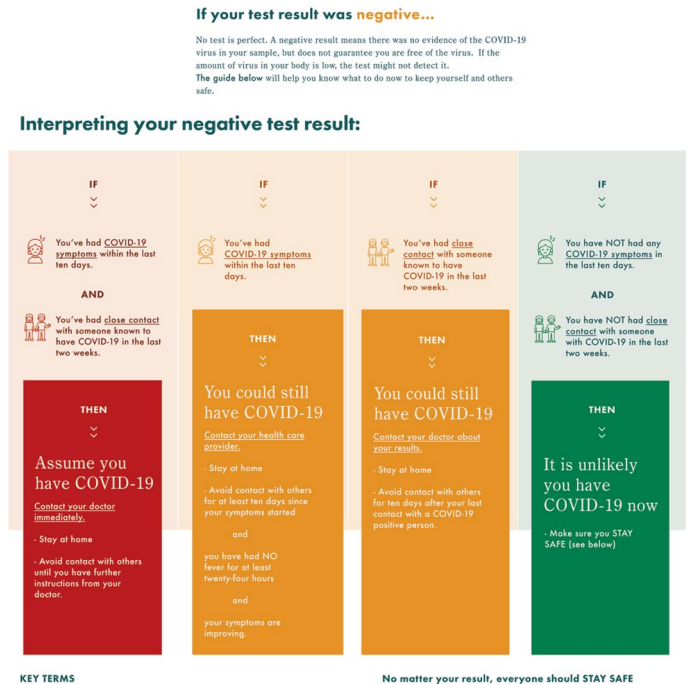 If your test result was negative...
No test is perfect. A negative result means there was no evidence of the COVID-19
virus in your sample, but does not guarantee you are free of the virus. If the
amount of virus in your body is low, the test might not detect it.
The guide below will help you know what to do now to keep yourself and others
safe.
Interpreting your negative test result:
IF
You've had COVID-19
symptoms within the last
ten days.
AND
You've had close contact
with someone known to
have COVID-19 in the last
two weeks.
THEN
Assume you
have COVID-19
Contact your doctor
immediately.
- Stay at home
- Avoid contact with others
until you have further
instructions from your
doctor.
IF
You've had
COVID-19 symptoms
within the last ten
days.
THEN
You could still
have COVID-19
Contact your health care
provider.
- Stay at home
- Avoid contact with others
for at least ten days since
your symptoms started
and
you have had NO
fever for at least
twenty-four hours
and
your symptoms are
improving.
IF
You've had close
contact with someone
known to have
COVID-19 in the last
two weeks.
THEN
You could still
have COVID-19
Contact your doctor about
your results.
- Stay at home
- Avoid contact with others
for ten days after your last
contact with a COVID-19
positive person.
IF
You have NOT had any
COVID-19 symptoms in
the last ten days.
AND
You have NOT had close
contact with someone
with COVID-19 in the last
two weeks.
THEN
It is unlikely
you have
COVID-19 now
- Make sure you STAY
SAFE (see below)
KEY TERMS
No matter your result, everyone should STAY SAFE